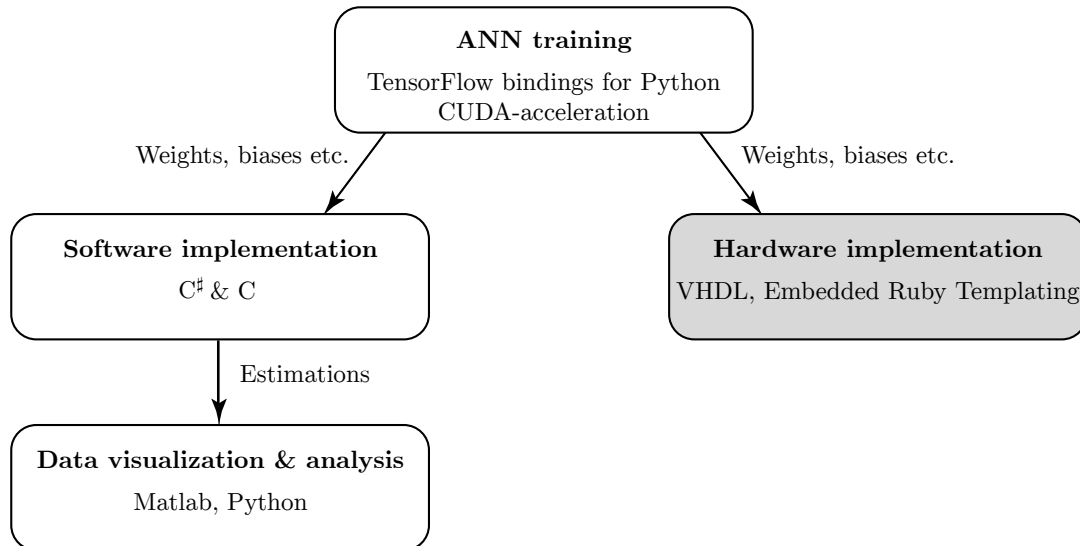 ANN training
TensorFlow bindings for Python
CUDA-acceleration
Weights, biases etc.
Weights, biases etc.
Software implementation
C♯ & C
Hardware implementation
VHDL, Embedded Ruby Templating
Estimations
Data visualization & analysis
Matlab, Python